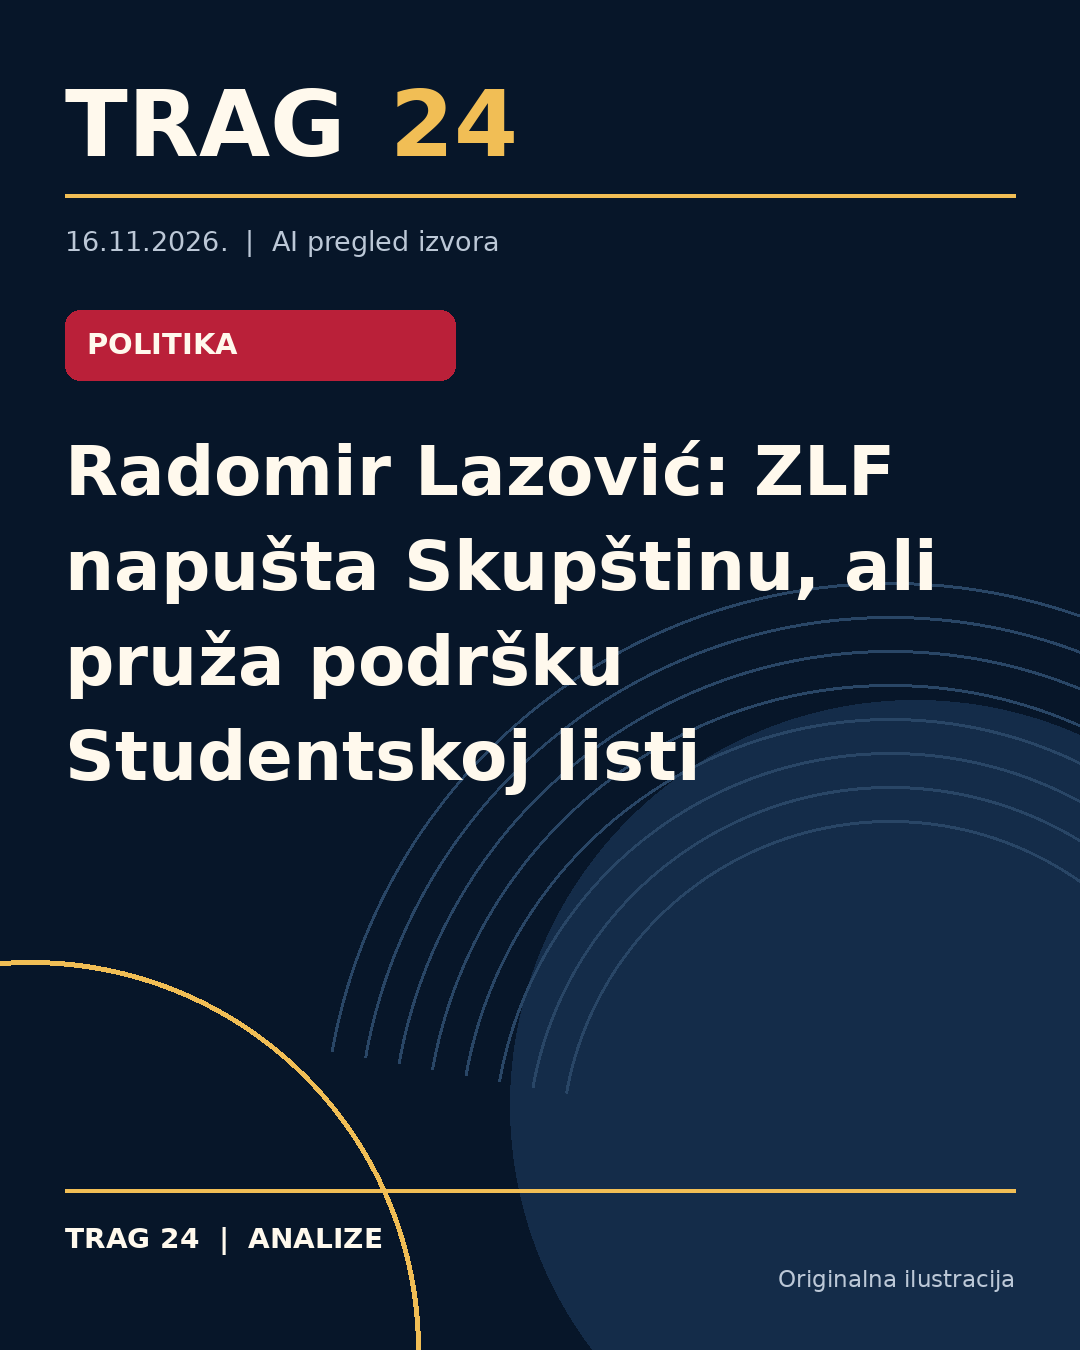 TRAG 24
16.11.2026. | AI pregled izvora
POLITIKA
Radomir Lazović: ZLF
napušta Skupštinu, ali
pruža podršku
Studentskoj listi
TRAG 24 | ANALIZE
Originalna ilustracija